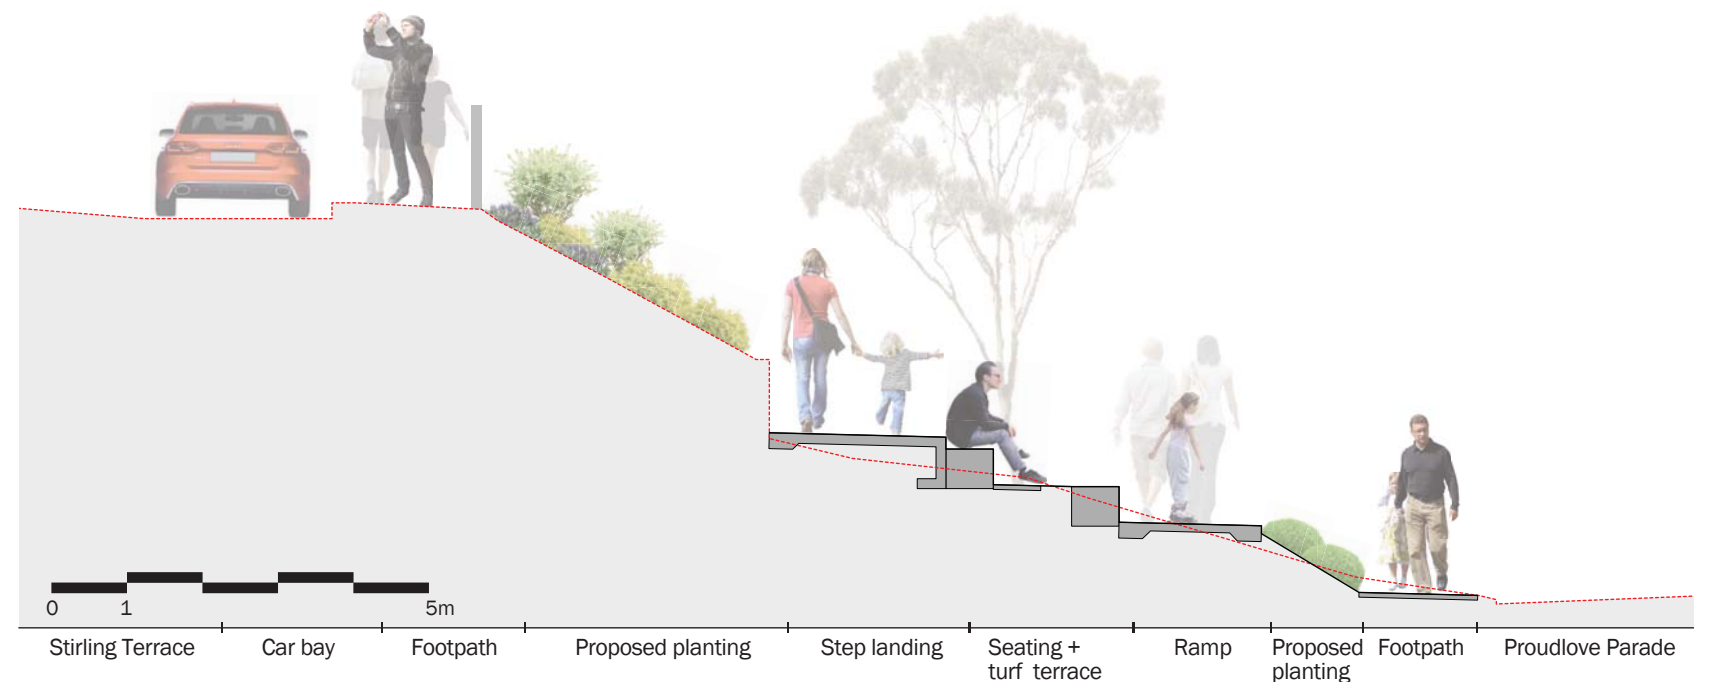 0 1 5m
Stirling Terrace Car bay Footpath Proposed planting Step landing Seating + Ramp Proposed Footpath Proudlove Parade
turf terrace planting